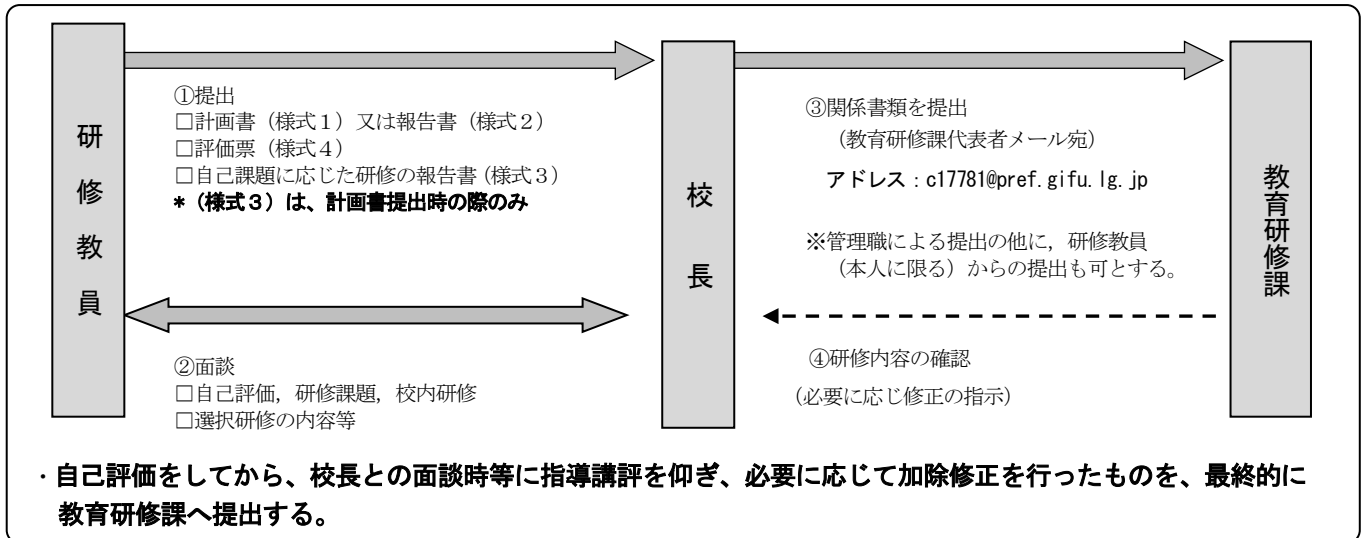 研修教員
①提出
□計画書（様式１）又は報告書（様式２）
□評価票（様式４）
□自己課題に応じた研修の報告書（様式３）
*（様式３）は、計画書提出時の際のみ
②面談
□自己評価，研修課題，校内研修
□選択研修の内容等
校長
③関係書類を提出
（教育研修課代表者メール宛）
アドレス：c17781@pref.gifu.lg.jp
※管理職による提出の他に，研修教員
（本人に限る）からの提出も可とする。
④研修内容の確認
（必要に応じ修正の指示）
教育研修課
・自己評価をしてから、校長との面談時等に指導講評を仰ぎ、必要に応じて加除修正を行ったものを、最終的に
教育研修課へ提出する。